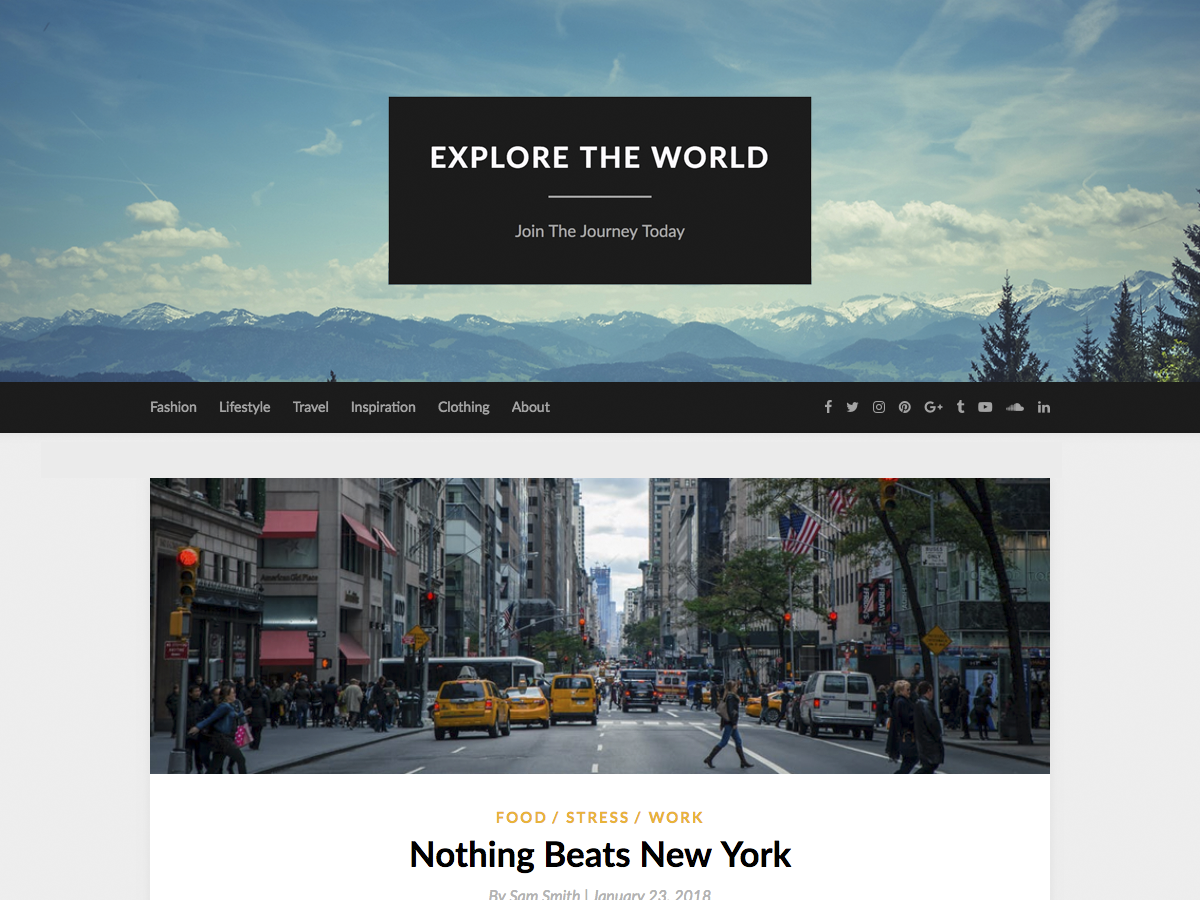 EXPLORE THE WORLD
Join The Journey Today
Fashion Lifestyle Travel Inspiration Clothing About
FOOD / STRESS / WORK
Nothing Beats New York
By Sam Smith | January 23, 2018